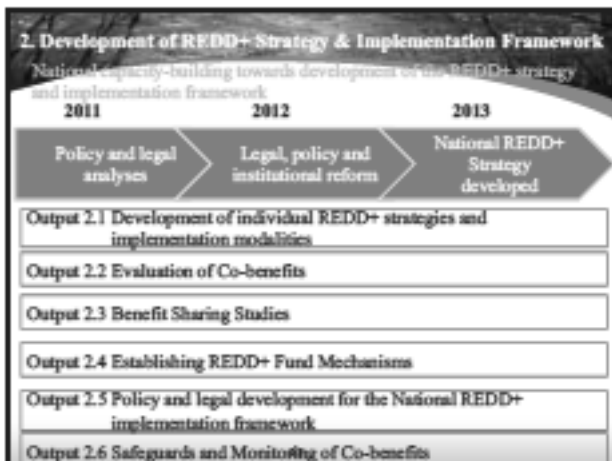 2. Development of REDD+ Strategy & Implementation Framework
National capacity-building towards development of the REDD+ strategy
and implementation framework
2011 2012 2013
Policy and legal
analyses
Legal, policy and
institutional reform
National REDD+
Strategy
developed
Output 2.1 Development of individual REDD+ strategies and
implementation modalities
Output 2.2 Evaluation of Co-benefits
Output 2.3 Benefit Sharing Studies
Output 2.4 Establishing REDD+ Fund Mechanisms
Output 2.5 Policy and legal development for the National REDD+
implementation framework
Output 2.6 Safeguards and Monitoring of Co-benefits